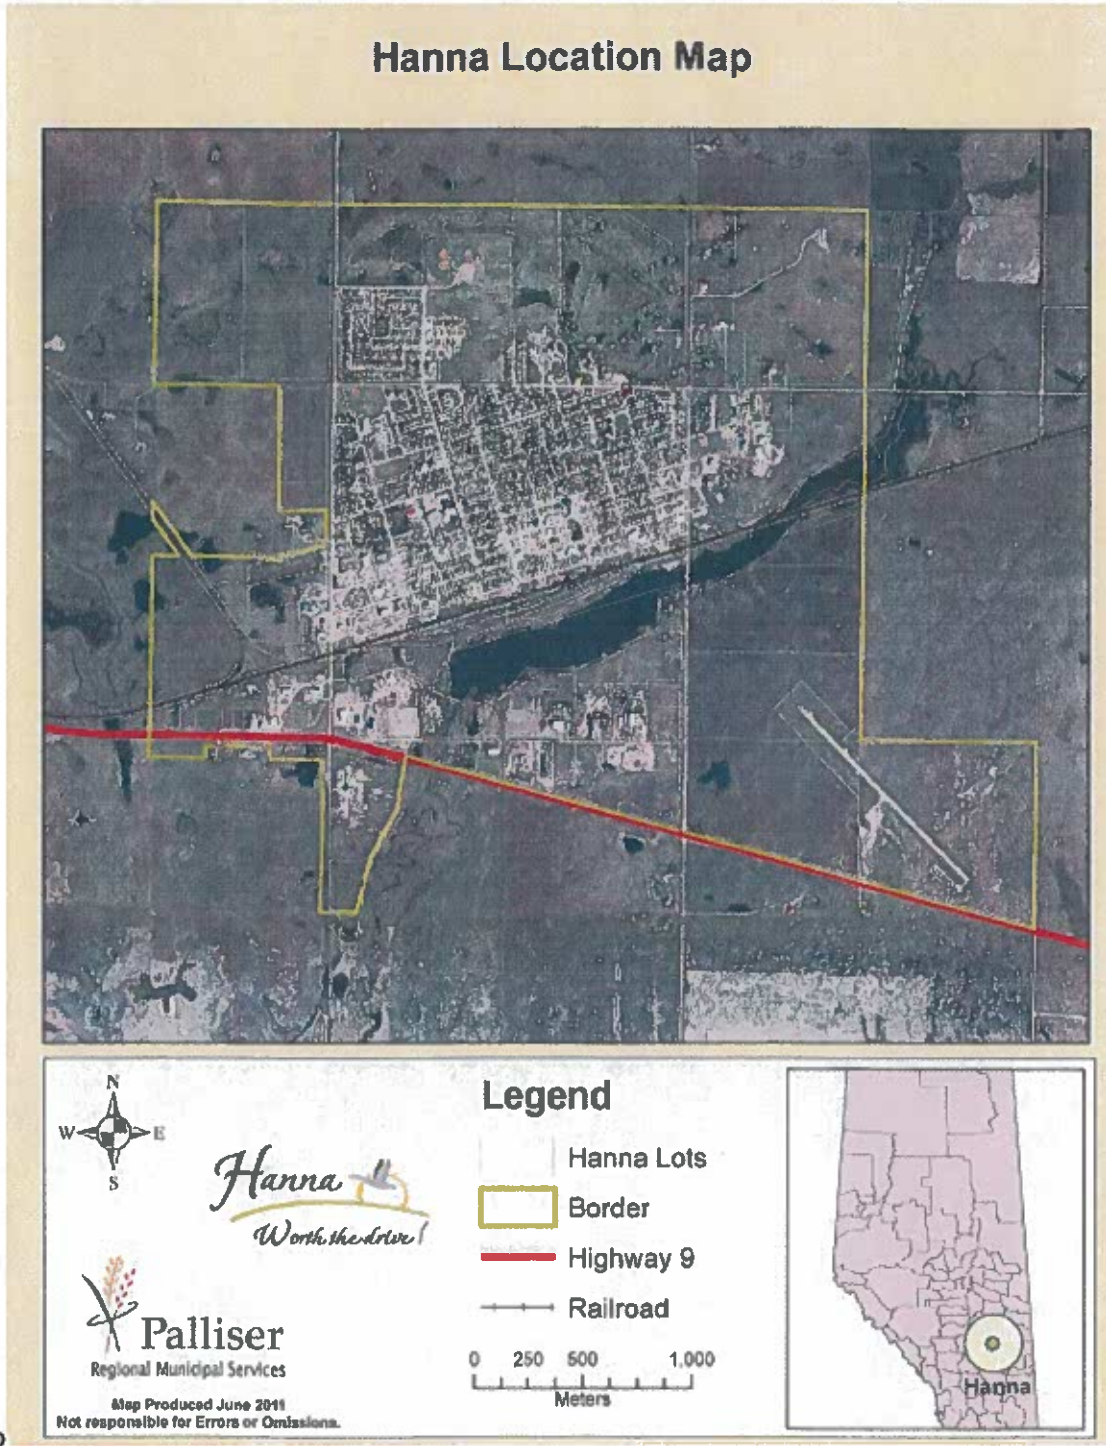 Hanna Location Map
N
W E
S
Hanna
Worth the drive!
Palliser
Regional Municipal Services
Map Produced June 2011
Not responsible for Errors or Omissions.
Legend
Hanna Lots
Border
Highway 9
Railroad
0 250 500 1,000
Meters
Hanna